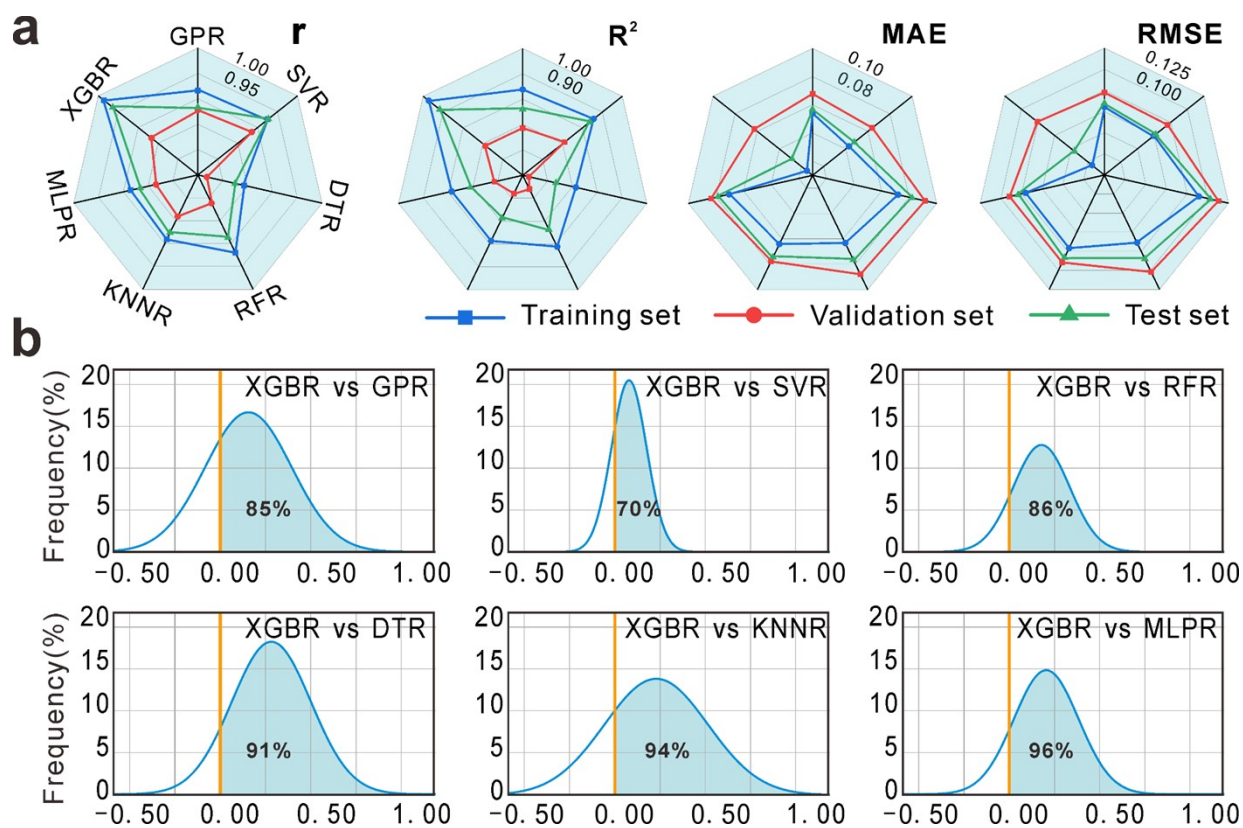 a
r
R²
MAE
RMSE
GPR
SVR
DTR
RFR
KNNR
MLPR
XGBR
1.00
0.95
1.00
0.90
0.10
0.08
0.125
0.100
Training set
Validation set
Test set
b
Frequency(%)
20
15
10
5
0
XGBR vs GPR
85%
-0.50 0.00 0.50 1.00
20
15
10
5
0
XGBR vs SVR
70%
-0.50 0.00 0.50 1.00
20
15
10
5
0
XGBR vs RFR
86%
-0.50 0.00 0.50 1.00
Frequency(%)
20
15
10
5
0
XGBR vs DTR
91%
-0.50 0.00 0.50 1.00
20
15
10
5
0
XGBR vs KNNR
94%
-0.50 0.00 0.50 1.00
20
15
10
5
0
XGBR vs MLPR
96%
-0.50 0.00 0.50 1.00